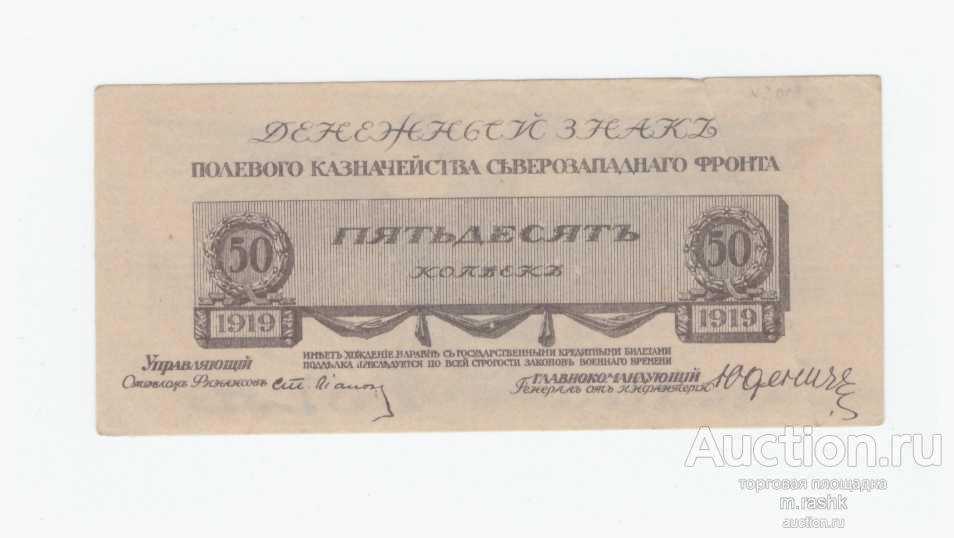 ДЕНЕЖНЫЙ ЗНАКЪ
ПОЛЕВОГО КАЗНАЧЕЙСТВА СѢВЕРОЗАПАДНАГО ФРОНТА
50 ПЯТЬДЕСЯТЪ 50
КОПѢЕКЪ
1919 1919
ИМѢЕТЪ ХОЖДЕНІЕ НАРАВНѢ СЪ ГОСУДАРСТВЕННЫМИ КРЕДИТНЫМИ БИЛЕТАМИ
ПОДДѢЛКА ПРЕСЛѢДУЕТСЯ ПО ВСЕЙ СТРОГОСТИ ЗАКОНОВЪ ВОЕННАГО ВРЕМЕНИ
УПРАВЛЯЮЩІЙ
ОТДѢЛОМЪ ФИНАНСОВЪ
ГЛАВНОКОМАНДУЮЩІЙ
ГЕНЕРАЛЪ ОТЪ ИНФАНТЕРІИ Юденичъ
Auction.ru
торговая площадка
m.rashk
auction.ru